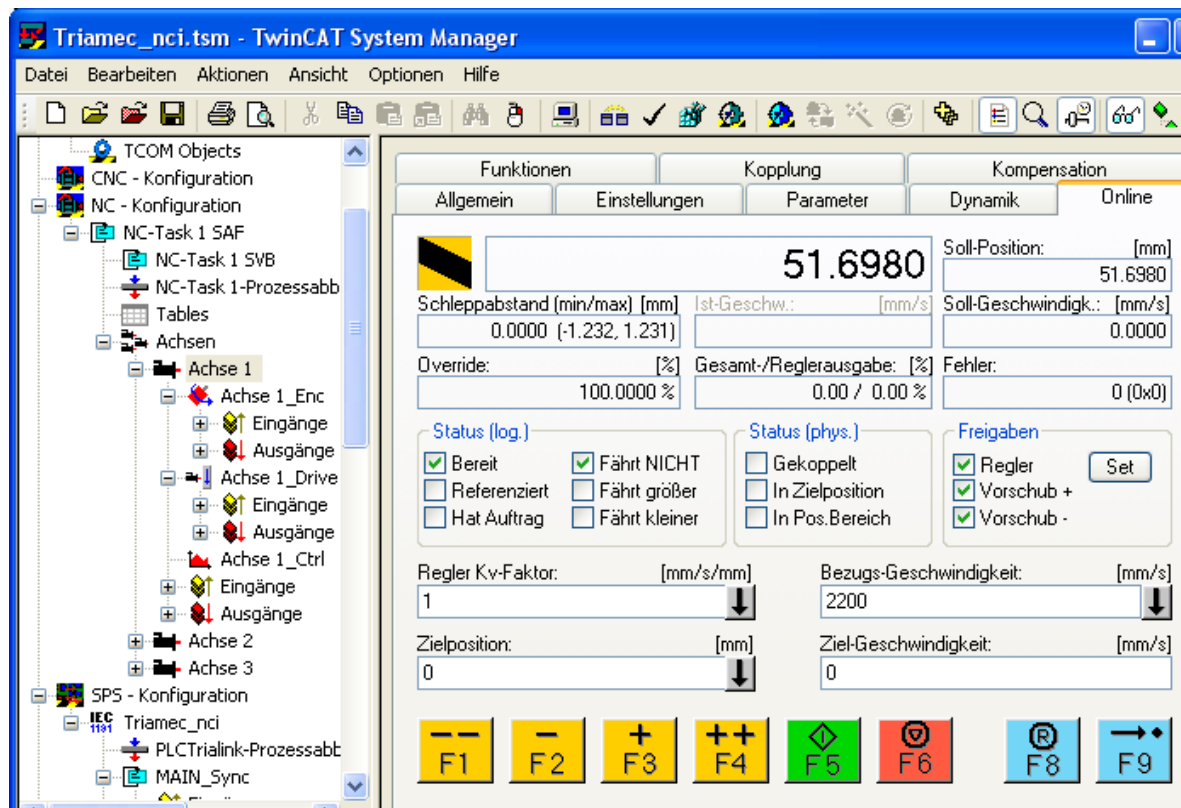 Triamec_nci.tsm - TwinCAT System Manager
Datei Bearbeiten Aktionen Ansicht Optionen Hilfe
TCOM Objects
CNC - Konfiguration
NC - Konfiguration
NC-Task 1 SAF
NC-Task 1 SVB
NC-Task 1-Prozessabb
Tables
Achsen
Achse 1
Achse 1_Enc
Eingänge
Ausgänge
Achse 1_Drive
Eingänge
Ausgänge
Achse 1_Ctrl
Eingänge
Ausgänge
Achse 2
Achse 3
SPS - Konfiguration
IEC 1131 Triamec_nci
PLCTrialink-Prozessabb
MAIN_Sync
Funktionen Kopplung Kompensation
Allgemein Einstellungen Parameter Dynamik Online
51.6980
Soll-Position: [mm]
51.6980
Schleppabstand (min/max) [mm] Ist-Geschw.: [mm/s] Soll-Geschwindigk.: [mm/s]
0.0000 (-1.232, 1.231) 0.0000
Override: [%] Gesamt-/Reglerausgabe: [%] Fehler:
100.0000 % 0.00 / 0.00 % 0 (0x0)
Status (log.) Status (phys.) Freigaben
Bereit Fährt NICHT Gekoppelt Regler Set
Referenziert Fährt größer In Zielposition Vorschub +
Hat Auftrag Fährt kleiner In Pos.Bereich Vorschub -
Regler Kv-Faktor: [mm/s/mm] Bezugs-Geschwindigkeit: [mm/s]
1 2200
Zielposition: [mm] Ziel-Geschwindigkeit: [mm/s]
0 0
-- - + ++ R
F1 F2 F3 F4 F5 F6 F8 F9